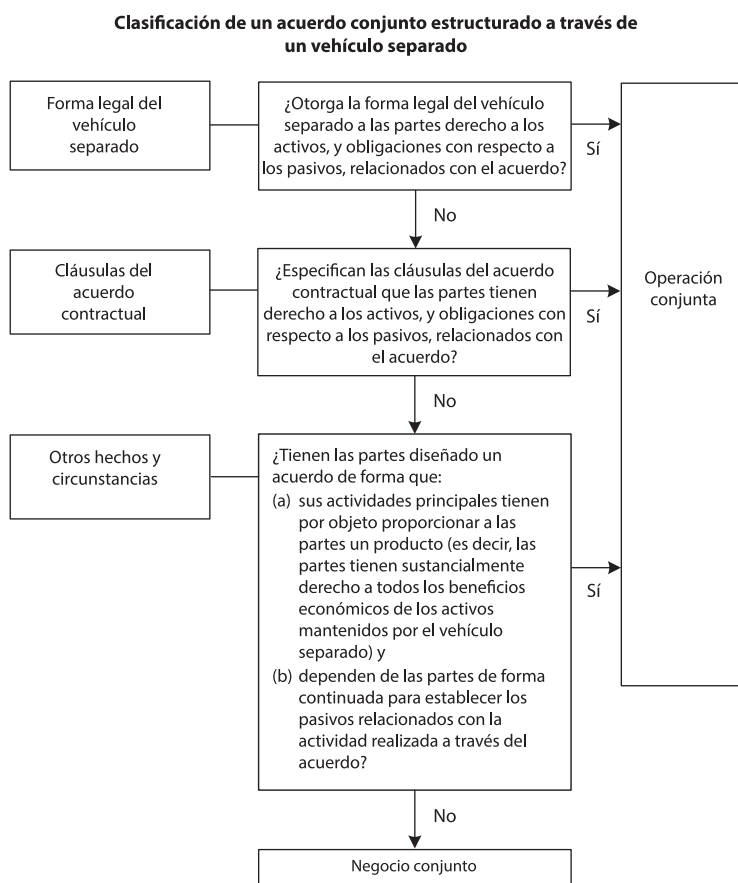 Clasificación de un acuerdo conjunto estructurado a través de
un vehículo separado
Forma legal del
vehículo
separado
¿Otorga la forma legal del vehículo
separado a las partes derecho a los
activos, y obligaciones con respecto a
los pasivos, relacionados con el acuerdo?
Sí
No
Cláusulas del
acuerdo
contractual
¿Especifican las cláusulas del acuerdo
contractual que las partes tienen
derecho a los activos, y obligaciones con
respecto a los pasivos, relacionados con
el acuerdo?
Sí
Operación
conjunta
No
Otros hechos y
circunstancias
¿Tienen las partes diseñado un
acuerdo de forma que:
(a) sus actividades principales tienen
por objeto proporcionar a las
partes un producto (es decir, las
partes tienen sustancialmente
derecho a todos los beneficios
económicos de los activos
mantenidos por el vehículo
separado) y
(b) dependen de las partes de forma
continuada para establecer los
pasivos relacionados con la
actividad realizada a través del
acuerdo?
Sí
No
Negocio conjunto